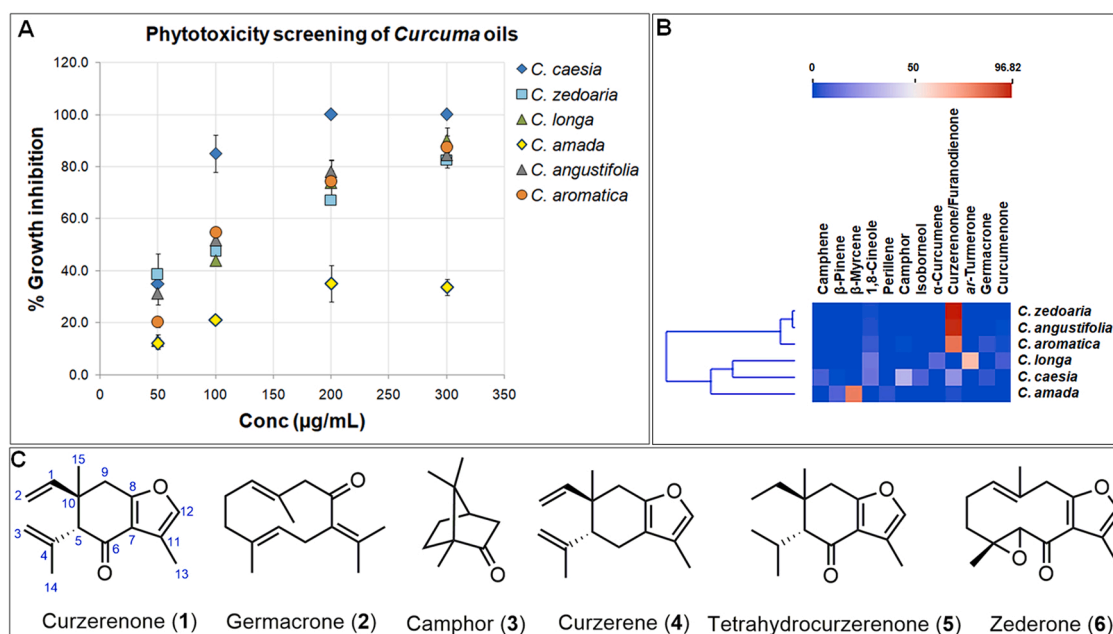 A
Phytotoxicity screening of Curcuma oils
120.0
100.0
80.0
60.0
40.0
20.0
0.0
% Growth inhibition
0 50 100 150 200 250 300 350
Conc (µg/mL)
C. caesia
C. zedoaria
C. longa
C. amada
C. angustifolia
C. aromatica
B
0 50 96.82
Camphene
β-Pinene
β-Myrcene
1,8-Cineole
Perillene
Camphor
Isoborneol
α-Curcumene
Curzerenone/Furanodienone
ar-Turmerone
Germacrone
Curcumenone
C. zedoaria
C. angustifolia
C. aromatica
C. longa
C. caesia
C. amada
C
1
2
3
4
5
6
7
8
9
10
11
12
13
14
15
O
O
O
O
O
O
O
O
O
O
Curzerenone (1) Germacrone (2) Camphor (3) Curzerene (4) Tetrahydrocurzerenone (5) Zederone (6)